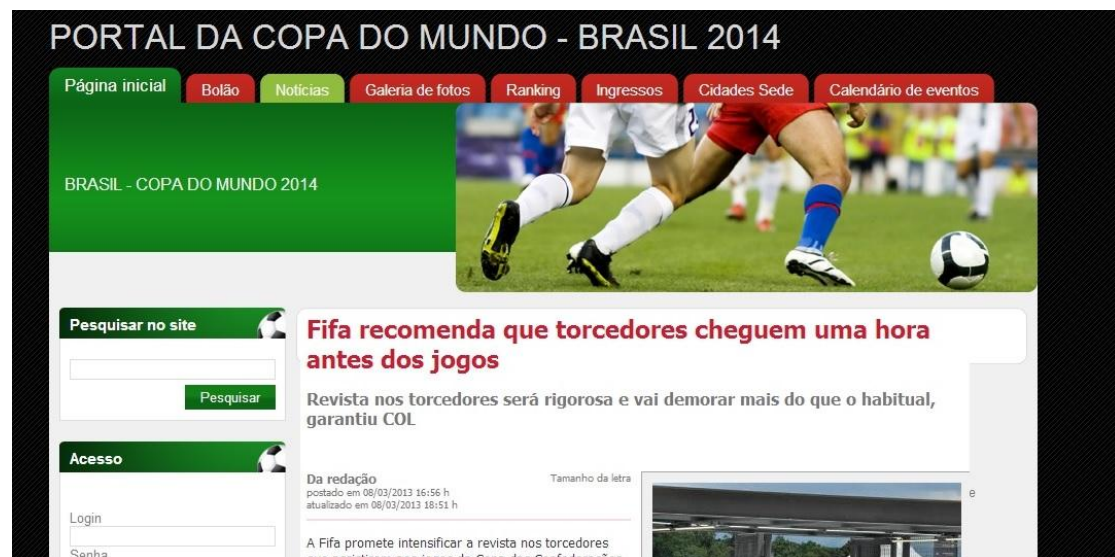 PORTAL DA COPA DO MUNDO - BRASIL 2014
Página inicial Bolão Notícias Galeria de fotos Ranking Ingressos Cidades Sede Calendário de eventos
BRASIL - COPA DO MUNDO 2014
Pesquisar no site
Pesquisar
Acesso
Login
Senha
Fifa recomenda que torcedores cheguem uma hora
antes dos jogos
Revista nos torcedores será rigorosa e vai demorar mais do que o habitual,
garantiu COL
Da redação
Tamanho da letra
postado em 08/03/2013 16:56 h
atualizado em 08/03/2013 18:51 h
e
A Fifa promete intensificar a revista nos torcedores